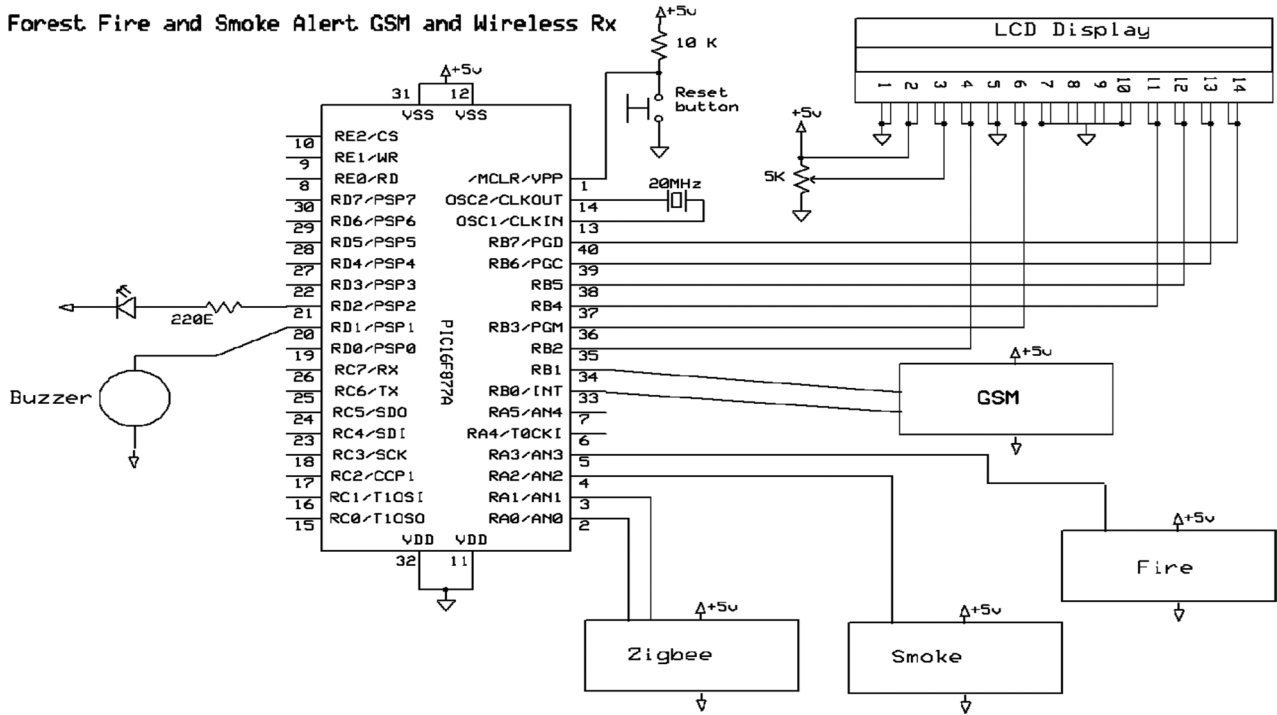 Forest Fire and Smoke Alert GSM and Wireless Rx
+5v
10 K
Reset
button
LCD Display
1 2 3 4 5 6 7 8 9 10 11 12 13 14
+5v
5K
+5v
31 12
VSS VSS
10 RE2/CS
9 RE1/WR
8 RE0/RD
30 RD7/PSP7
29 RD6/PSP6
28 RD5/PSP5
27 RD4/PSP4
22 RD3/PSP3
21 RD2/PSP2
20 RD1/PSP1
19 RD0/PSP0
26 RC7/RX
25 RC6/TX
24 RC5/SDO
23 RC4/SDI
18 RC3/SCK
17 RC2/CCP1
16 RC1/T1OSI
15 RC0/T1OSO
PIC16F877A
/MCLR/VPP 1
OSC2/CLKOUT 14
OSC1/CLKIN 13
RB7/PGD 40
RB6/PGC 39
RB5 38
RB4 37
RB3/PGM 36
RB2 35
RB1 34
RB0/INT 33
RA5/AN4 7
RA4/T0CKI 6
RA3/AN3 5
RA2/AN2 4
RA1/AN1 3
RA0/AN0 2
VDD VDD
32 11
20MHz
220E
Buzzer
+5v
GSM
+5v
Fire
+5v
Smoke
+5v
Zigbee